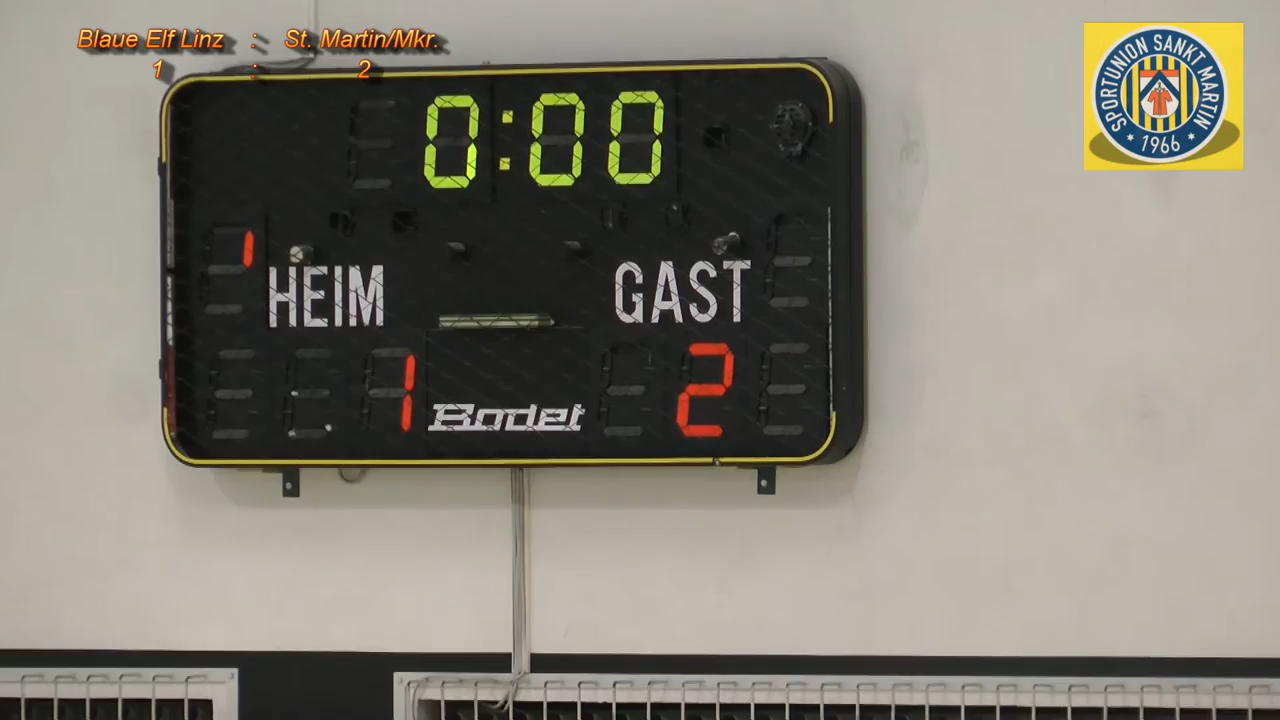 Blaue Elf Linz : St. Martin/Mkr.
1 : 2
SPORTUNION SANKT MARTIN
* 1966 *
0:00
HEIM GAST
1 2
Bodet